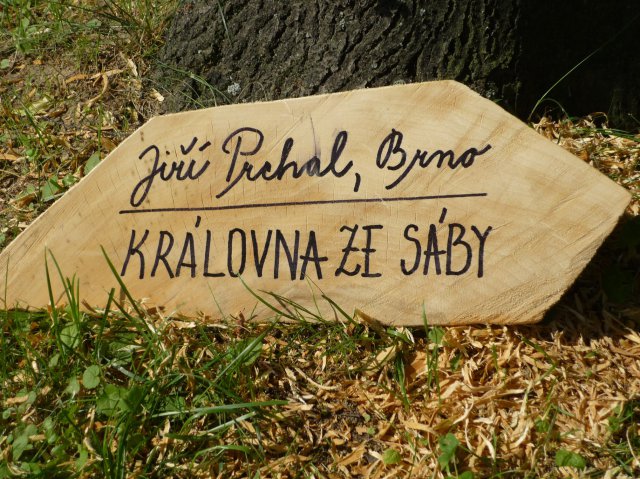 Jiří Prchal, Brno
KRÁLOVNA ZE SÁBY